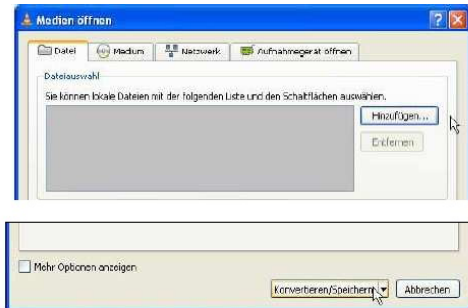 Medien öffnen
Datei Medium Netzwerk Aufnahmegerät öffnen
Dateiauswahl
Sie können lokale Dateien mit der folgenden Liste und den Schaltflächen auswählen.
Hinzufügen...
Entfernen
Mehr Optionen anzeigen
Konvertieren/Speichern Abbrechen